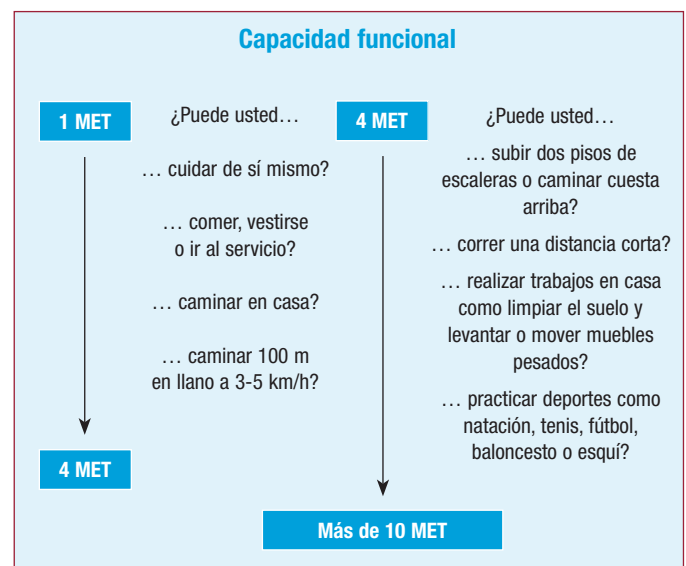 Capacidad funcional
1 MET
¿Puede usted…
… cuidar de sí mismo?
… comer, vestirse
o ir al servicio?
… caminar en casa?
… caminar 100 m
en llano a 3-5 km/h?
4 MET
4 MET
¿Puede usted…
… subir dos pisos de
escaleras o caminar cuesta
arriba?
… correr una distancia corta?
… realizar trabajos en casa
como limpiar el suelo y
levantar o mover muebles
pesados?
… practicar deportes como
natación, tenis, fútbol,
baloncesto o esquí?
Más de 10 MET